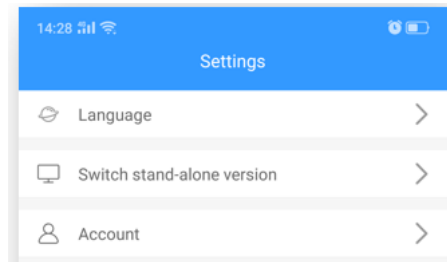 14:28
Settings
Language
Switch stand-alone version
Account